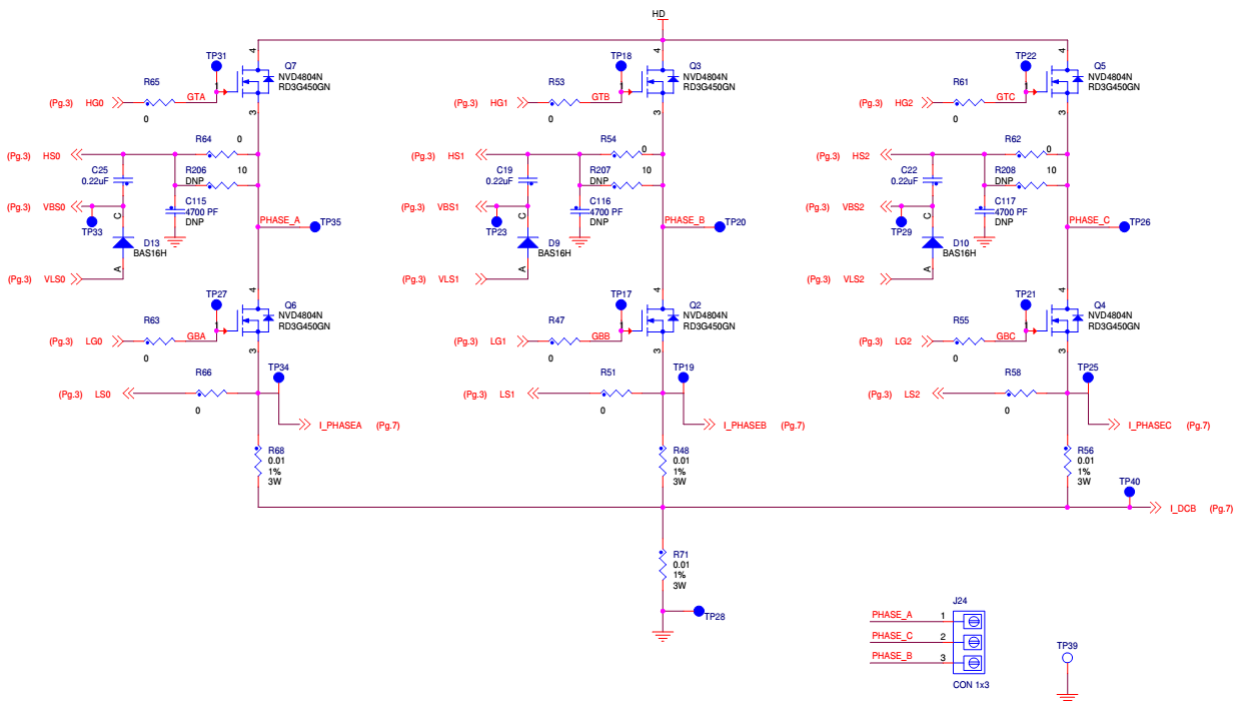 HD
TP31
4
Q7
NVD4804N
RD3G450GN
R65
1
(Pg.3) HG0
GTA
0
3
R64
0
(Pg.3) HS0
C25
0.22uF
R206
DNP
10
(Pg.3) VBS0
C
TP33
C115
4700 PF
DNP
PHASE_A
TP35
D13
BAS16H
A
(Pg.3) VLS0
TP27
4
Q6
NVD4804N
RD3G450GN
R63
1
(Pg.3) LG0
GBA
0
3
R66
TP34
(Pg.3) LS0
0
I_PHASEA (Pg.7)
R68
0.01
1%
3W
TP18
4
Q3
NVD4804N
RD3G450GN
R53
1
(Pg.3) HG1
GTB
0
3
R54
0
(Pg.3) HS1
C19
0.22uF
R207
DNP
10
(Pg.3) VBS1
C
TP23
C116
4700 PF
DNP
PHASE_B
TP20
D9
BAS16H
A
(Pg.3) VLS1
TP17
4
Q2
NVD4804N
RD3G450GN
R47
1
(Pg.3) LG1
GBB
0
3
R51
TP19
(Pg.3) LS1
0
I_PHASEB (Pg.7)
R48
0.01
1%
3W
TP22
4
Q5
NVD4804N
RD3G450GN
R61
1
(Pg.3) HG2
GTC
0
3
R62
0
(Pg.3) HS2
C22
0.22uF
R208
DNP
10
(Pg.3) VBS2
C
TP29
C117
4700 PF
DNP
PHASE_C
TP26
D10
BAS16H
A
(Pg.3) VLS2
TP21
4
Q4
NVD4804N
RD3G450GN
R55
1
(Pg.3) LG2
GBC
0
3
R58
TP25
(Pg.3) LS2
0
I_PHASEC (Pg.7)
R56
0.01
1%
3W
TP40
I_DCB (Pg.7)
R71
0.01
1%
3W
TP28
J24
PHASE_A 1
PHASE_C 2
PHASE_B 3
CON 1x3
TP39